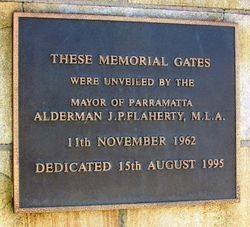 THESE MEMORIAL GATES
WERE UNVEILED BY THE
MAYOR OF PARRAMATTA
ALDERMAN J.P.FLAHERTY, M.L.A.
11th NOVEMBER 1962
DEDICATED 15th AUGUST 1995